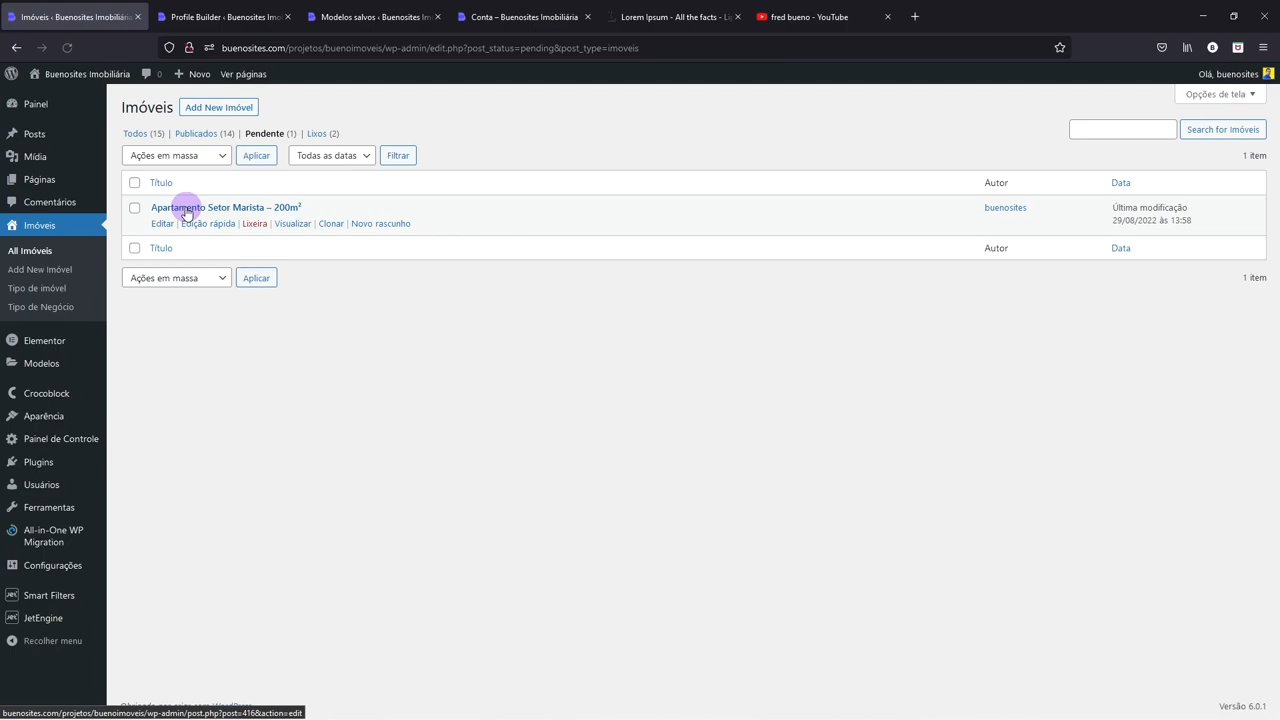 Imóveis ‹ Buenosites Imobiliária
Profile Builder ‹ Buenosites Imobi
Modelos salvos ‹ Buenosites Imobi
Conta – Buenosites Imobiliária
Lorem Ipsum - All the facts - Lip
fred bueno - YouTube
buenosites.com/projetos/buenoimoveis/wp-admin/edit.php?post_status=pending&post_type=imoveis
Buenosites Imobiliária
0
Novo
Ver páginas
Olá, buenosites
Opções de tela
Painel
Posts
Mídia
Páginas
Comentários
Imóveis
All Imóveis
Add New Imóvel
Tipo de imóvel
Tipo de Negócio
Elementor
Modelos
Crocoblock
Aparência
Painel de Controle
Plugins
Usuários
Ferramentas
All-in-One WP
Migration
Configurações
Smart Filters
JetEngine
Recolher menu
Imóveis
Add New Imóvel
Todos (15) | Publicados (14) | Pendente (1) | Lixos (2)
Search for Imóveis
Ações em massa
Aplicar
Todas as datas
Filtrar
1 item
Título
Autor
Data
Apartamento Setor Marista – 200m²
Editar | Edição rápida | Lixeira | Visualizar | Clonar | Novo rascunho
buenosites
Última modificação
29/08/2022 às 13:58
Título
Autor
Data
Ações em massa
Aplicar
1 item
Versão 6.0.1
buenosites.com/projetos/buenoimoveis/wp-admin/post.php?post=416&action=edit